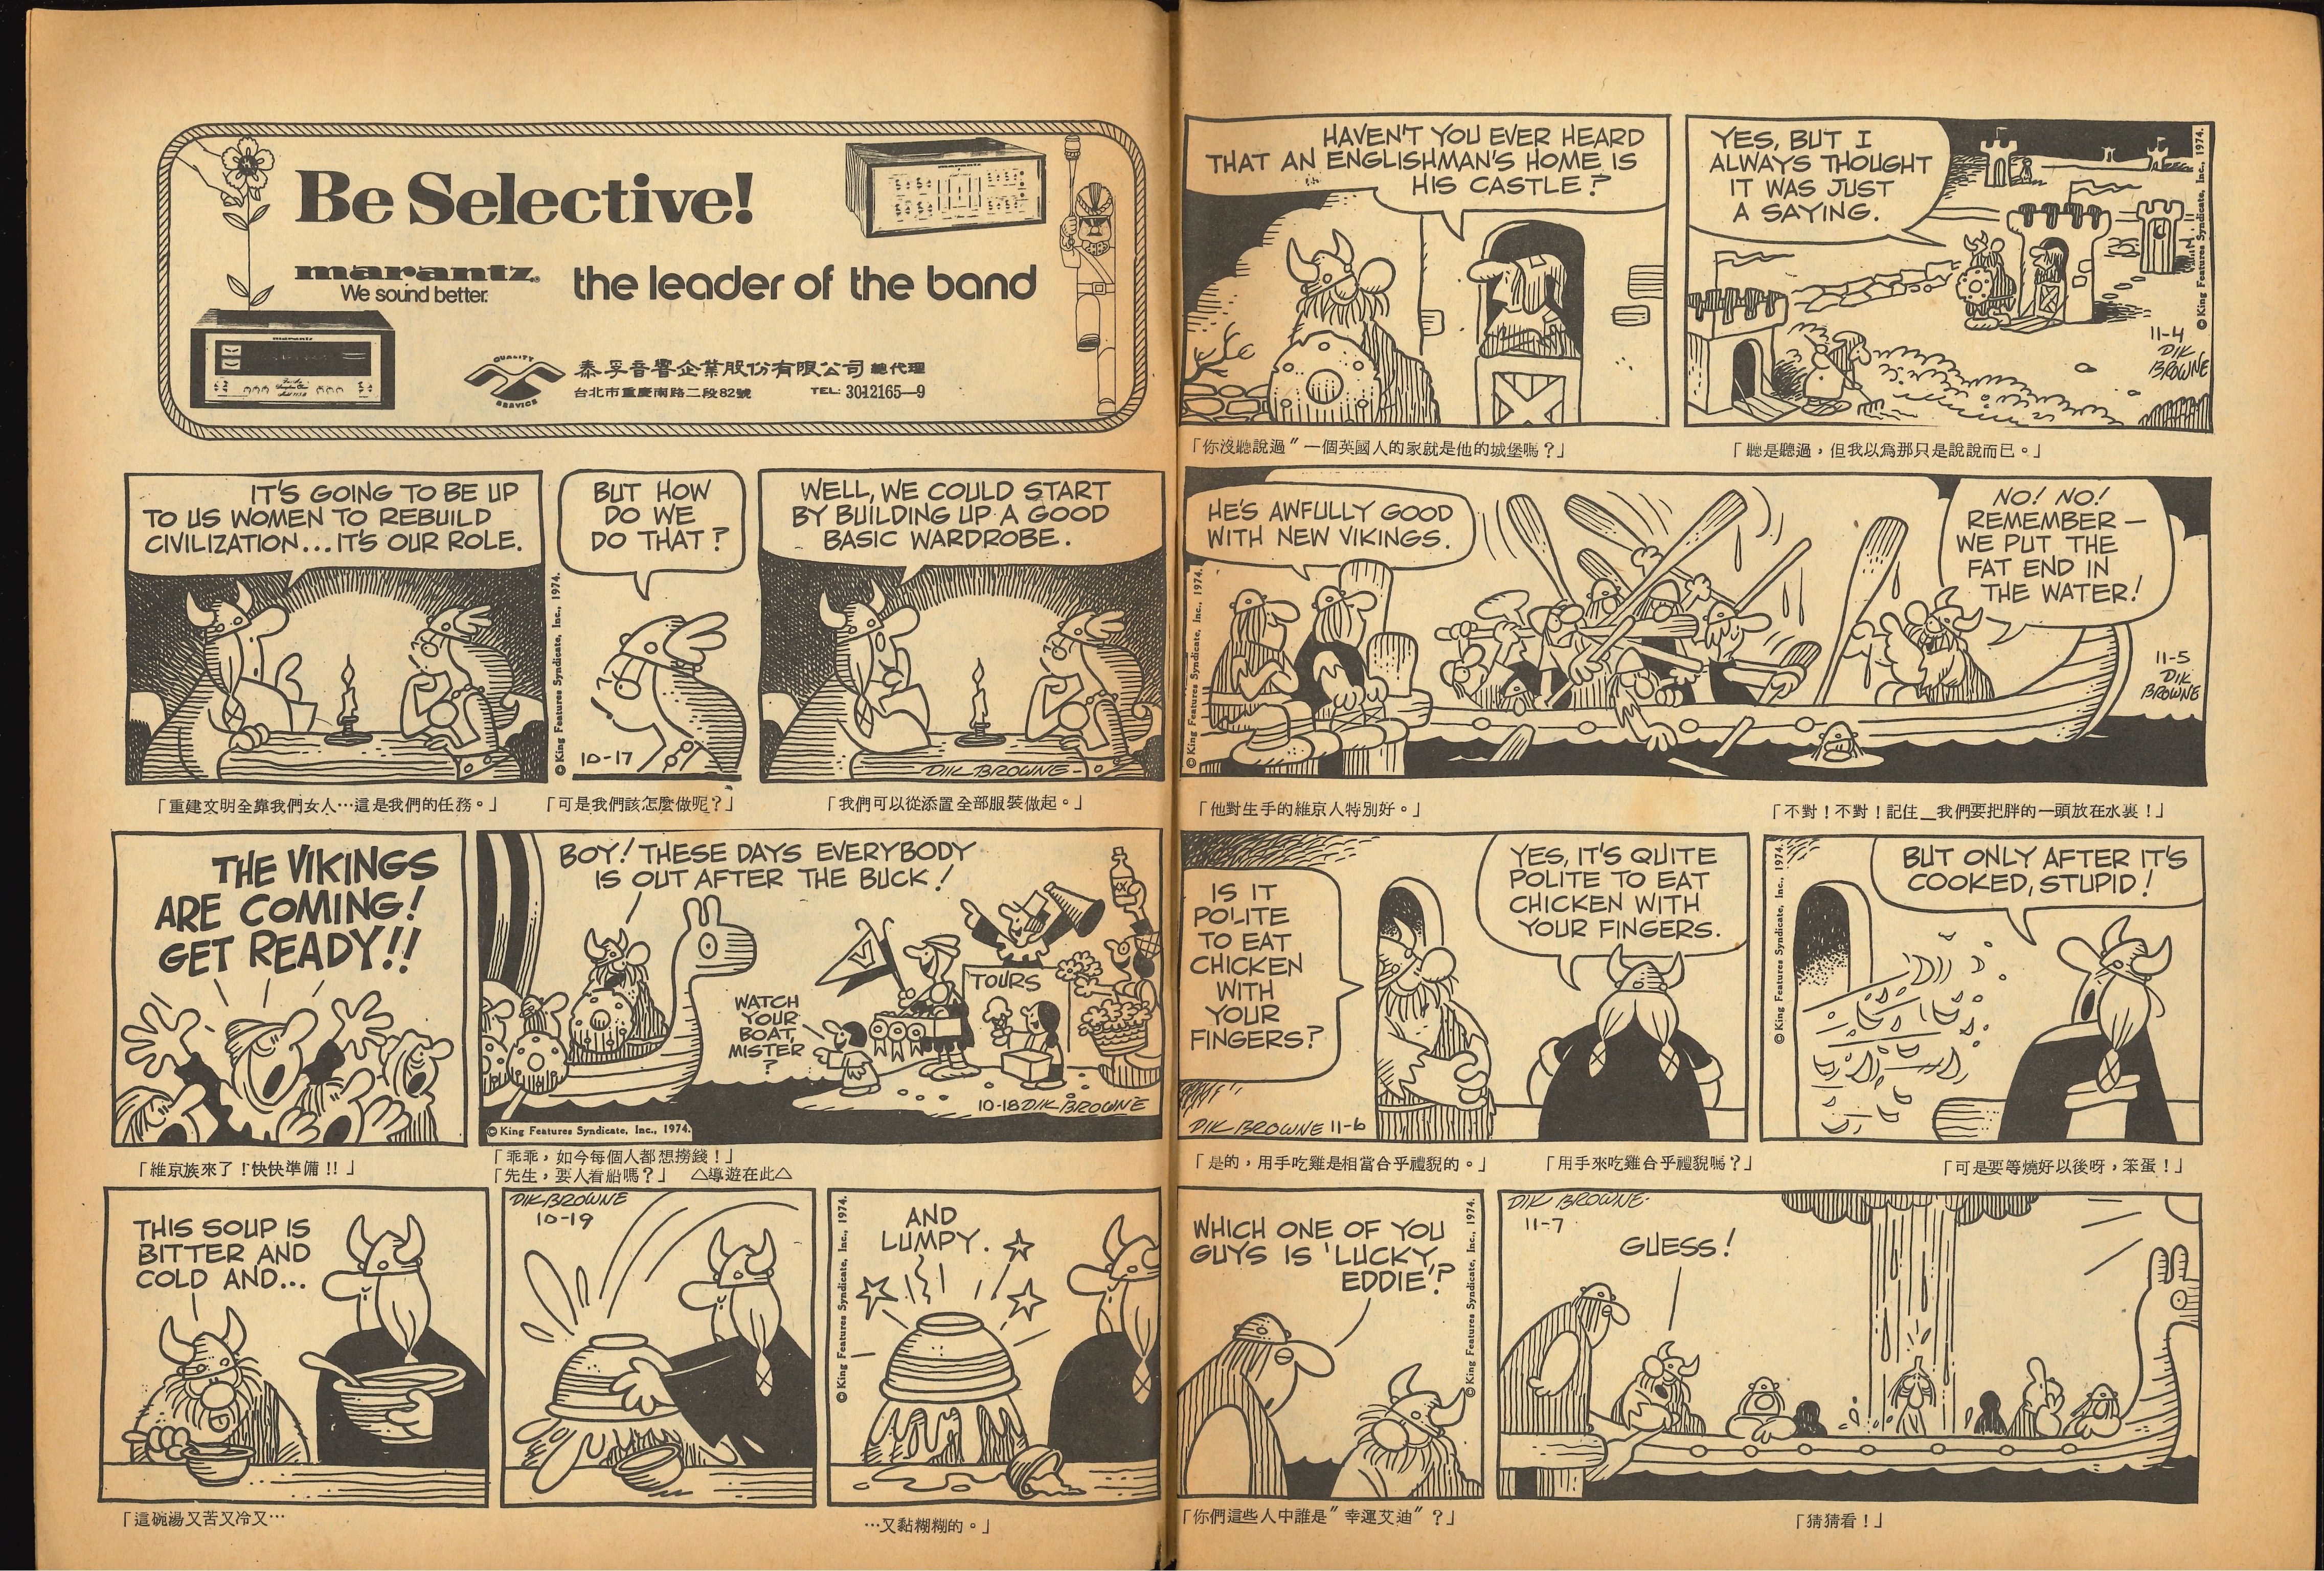 Be Selective!
marantz
We sound better.
the leader of the band
QUALITY
SERVICE
泰孚音響企業股份有限公司 總代理
台北市重慶南路二段82號
TEL: 3012165—9
IT'S GOING TO BE UP
TO US WOMEN TO REBUILD
CIVILIZATION... IT'S OUR ROLE.
BUT HOW
DO WE
DO THAT?
© King Features Syndicate, Inc., 1974.
10-17
WELL, WE COULD START
BY BUILDING UP A GOOD
BASIC WARDROBE.
DIK BROWNE
「重建文明全靠我們女人…這是我們的任務。」
「可是我們該怎麼做呢？」
「我們可以從添置全部服裝做起。」
THE VIKINGS
ARE COMING!
GET READY!!
BOY! THESE DAYS EVERYBODY
IS OUT AFTER THE BUCK!
WATCH
YOUR
BOAT,
MISTER
?
V
TOURS
XX
10-18 DIK BROWNE
© King Features Syndicate, Inc., 1974.
「維京族來了！快快準備！！」
「乖乖，如今每個人都想撈錢！」
「先生，要人看船嗎？」 △導遊在此△
THIS SOUP IS
BITTER AND
COLD AND...
DIK BROWNE
10-19
© King Features Syndicate, Inc., 1974.
AND
LUMPY.
「這碗湯又苦又冷又…
…又黏糊糊的。」
HAVEN'T YOU EVER HEARD
THAT AN ENGLISHMAN'S HOME IS
HIS CASTLE?
YES, BUT I
ALWAYS THOUGHT
IT WAS JUST
A SAYING.
© King Features Syndicate, Inc., 1974.
11-4
DIK
BROWNE
「你沒聽說過〃一個英國人的家就是他的城堡嗎？」
「聽是聽過，但我以為那只是說說而已。」
HE'S AWFULLY GOOD
WITH NEW VIKINGS.
NO! NO!
REMEMBER —
WE PUT THE
FAT END IN
THE WATER!
© King Features Syndicate, Inc., 1974.
11-5
DIK
BROWNE
「他對生手的維京人特別好。」
「不對！不對！記住__我們要把胖的一頭放在水裏！」
IS IT
POLITE
TO EAT
CHICKEN
WITH
YOUR
FINGERS?
DIK BROWNE 11-6
YES, IT'S QUITE
POLITE TO EAT
CHICKEN WITH
YOUR FINGERS.
© King Features Syndicate, Inc., 1974.
BUT ONLY AFTER IT'S
COOKED, STUPID!
「是的，用手吃雞是相當合乎禮貌的。」
「用手來吃雞合乎禮貌嗎？」
「可是要等燒好以後呀，笨蛋！」
WHICH ONE OF YOU
GUYS IS 'LUCKY
EDDIE'?
© King Features Syndicate, Inc., 1974.
DIK BROWNE
11-7
GUESS!
「你們這些人中誰是〃幸運艾迪〃？」
「猜猜看！」